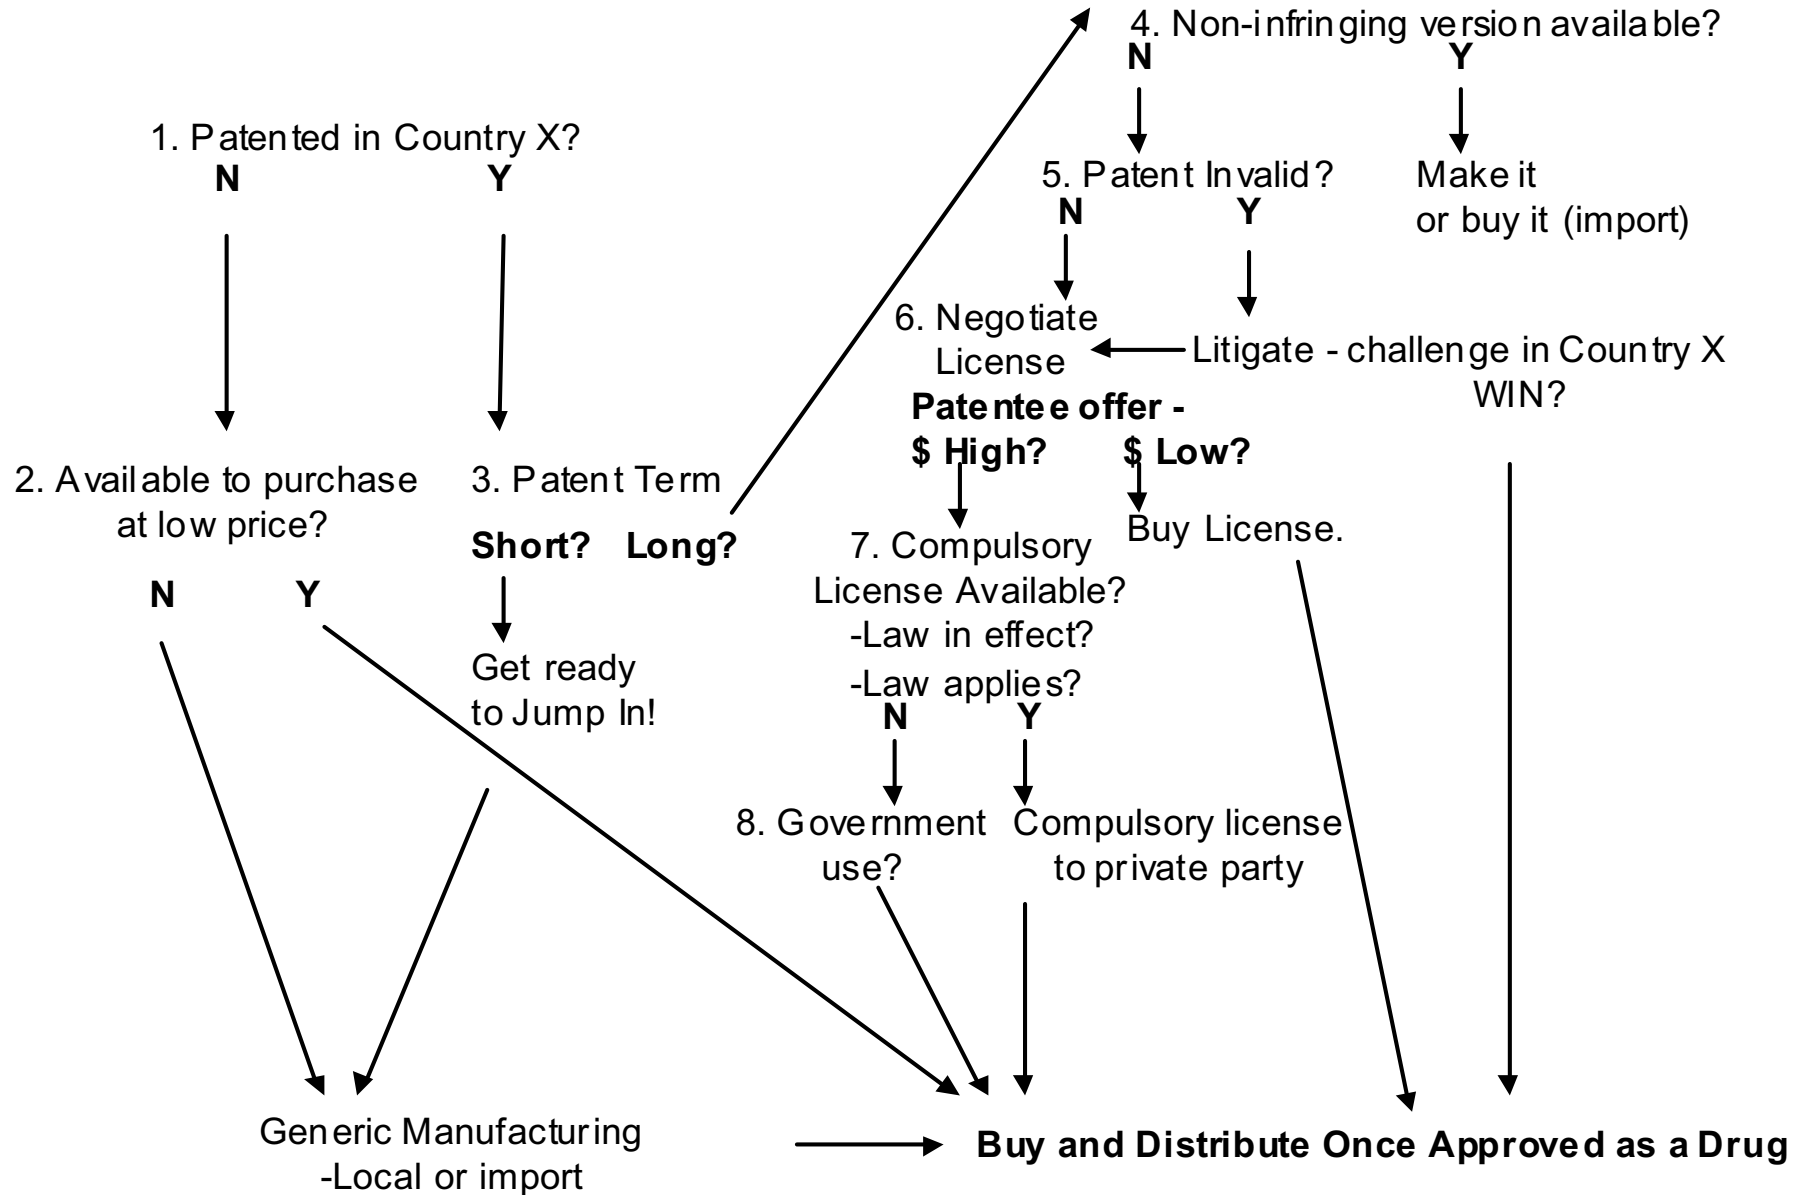 1. Patented in Country X?
N Y
2. Available to purchase
at low price?
N Y
3. Patent Term
Short? Long?
Get ready
to Jump In!
4. Non-infringing version available?
N Y
5. Patent Invalid?
N Y
Make it
or buy it (import)
6. Negotiate
License
Litigate - challenge in Country X
WIN?
Patentee offer -
$ High? $ Low?
Buy License.
7. Compulsory
License Available?
-Law in effect?
-Law applies?
N Y
8. Government
use?
Compulsory license
to private party
Generic Manufacturing
-Local or import
Buy and Distribute Once Approved as a Drug